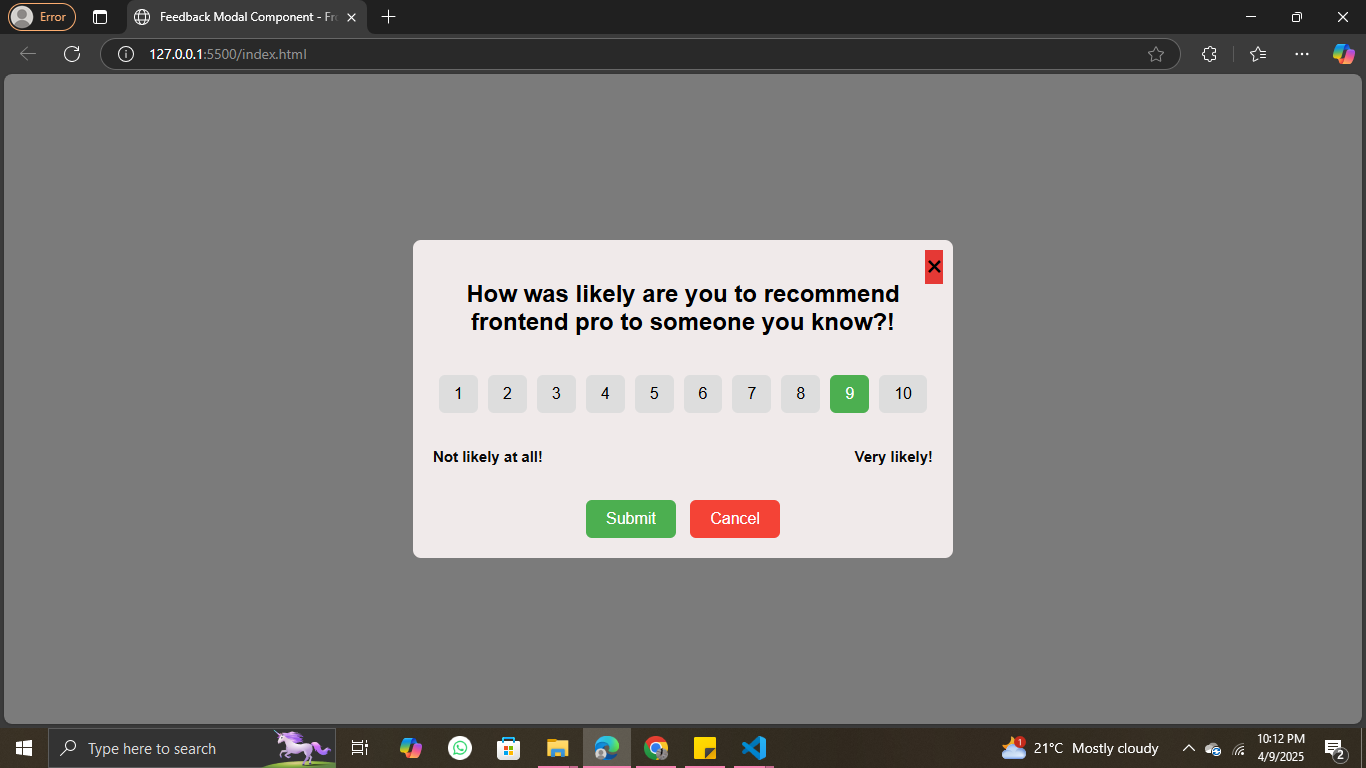 Error
Feedback Modal Component - Fr
127.0.0.1:5500/index.html
×
How was likely are you to recommend
frontend pro to someone you know?!
1 2 3 4 5 6 7 8 9 10
Not likely at all! Very likely!
Submit Cancel
Type here to search
1
21°C Mostly cloudy
10:12 PM
4/9/2025
2